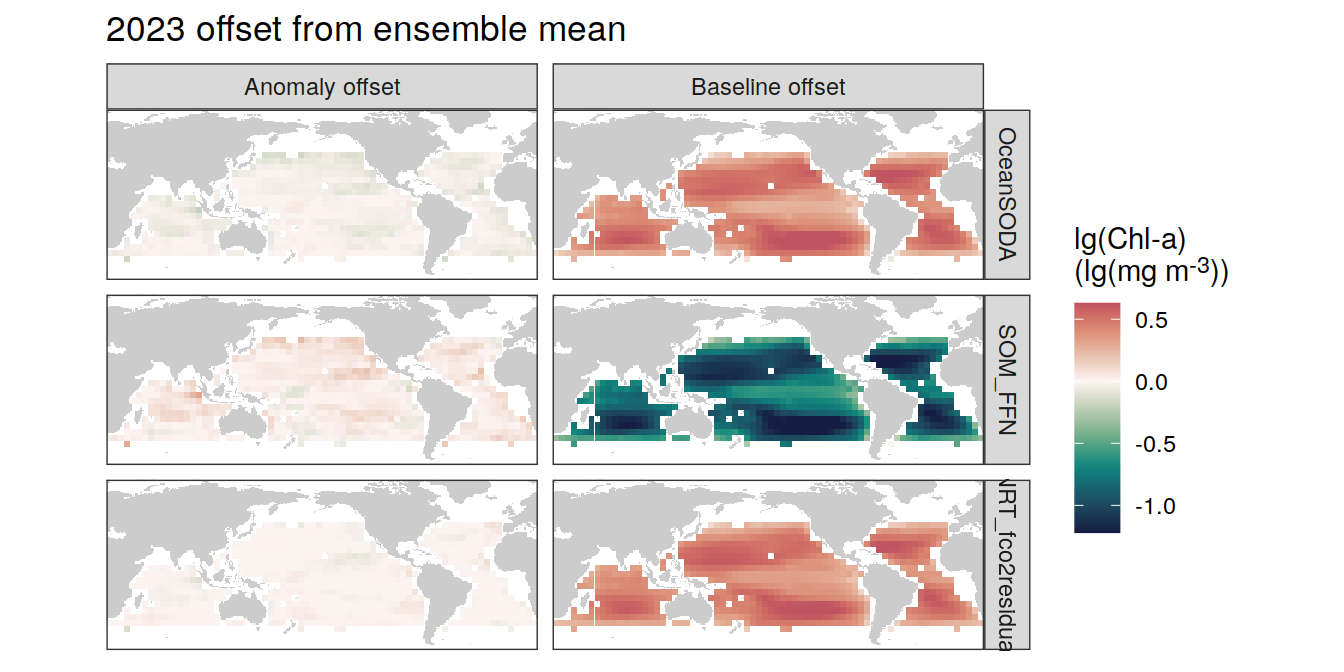 2023 offset from ensemble mean
Anomaly offset
Baseline offset
OceanSODA
SOM_FFN
NRT_fco2residua
lg(Chl-a)
(lg(mg m-3))
0.5
0.0
-0.5
-1.0